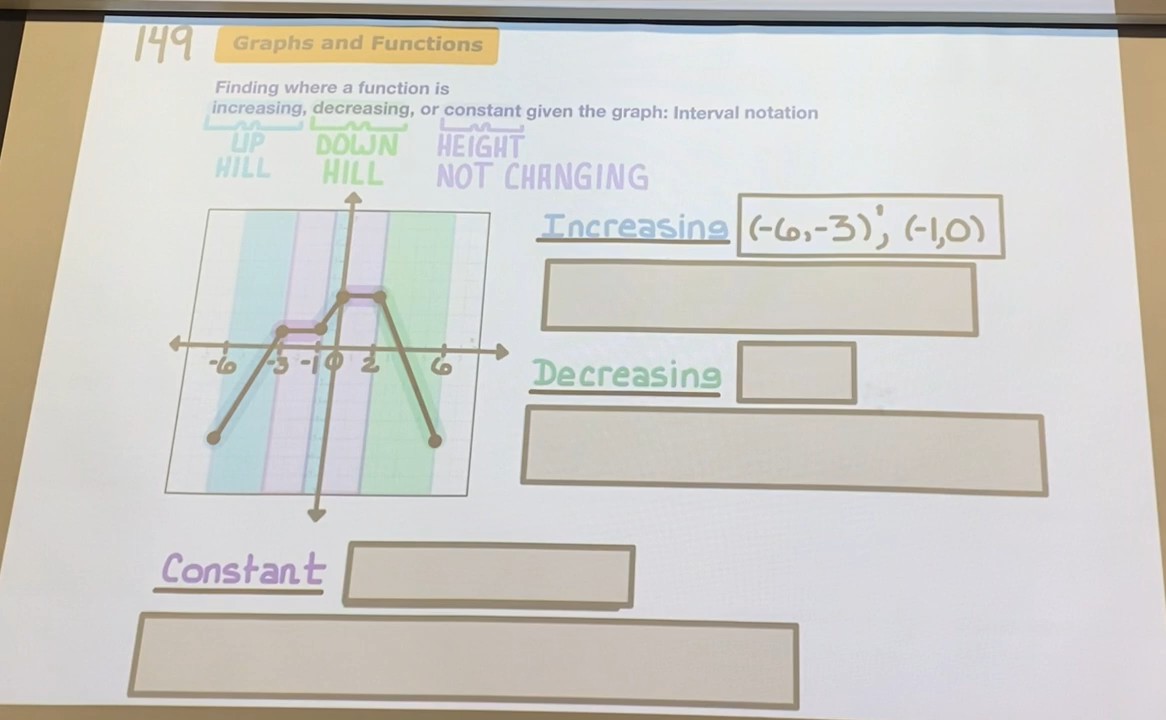 149
Graphs and Functions
Finding where a function is
increasing, decreasing, or constant given the graph: Interval notation
UP HILL
DOWN HILL
HEIGHT NOT CHANGING
Increasing (-6,-3); (-1,0)
-6 -3 -1 0 2 6
Decreasing
Constant